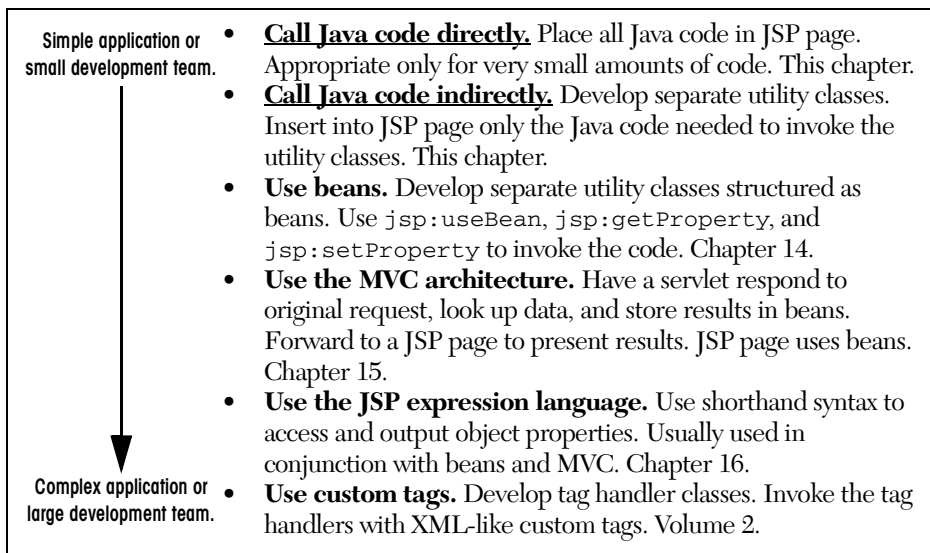 Simple application or
small development team.
• Call Java code directly. Place all Java code in JSP page.
Appropriate only for very small amounts of code. This chapter.
• Call Java code indirectly. Develop separate utility classes.
Insert into JSP page only the Java code needed to invoke the
utility classes. This chapter.
• Use beans. Develop separate utility classes structured as
beans. Use jsp:useBean, jsp:getProperty, and
jsp:setProperty to invoke the code. Chapter 14.
• Use the MVC architecture. Have a servlet respond to
original request, look up data, and store results in beans.
Forward to a JSP page to present results. JSP page uses beans.
Chapter 15.
• Use the JSP expression language. Use shorthand syntax to
access and output object properties. Usually used in
conjunction with beans and MVC. Chapter 16.
Complex application or
large development team.
• Use custom tags. Develop tag handler classes. Invoke the tag
handlers with XML-like custom tags. Volume 2.